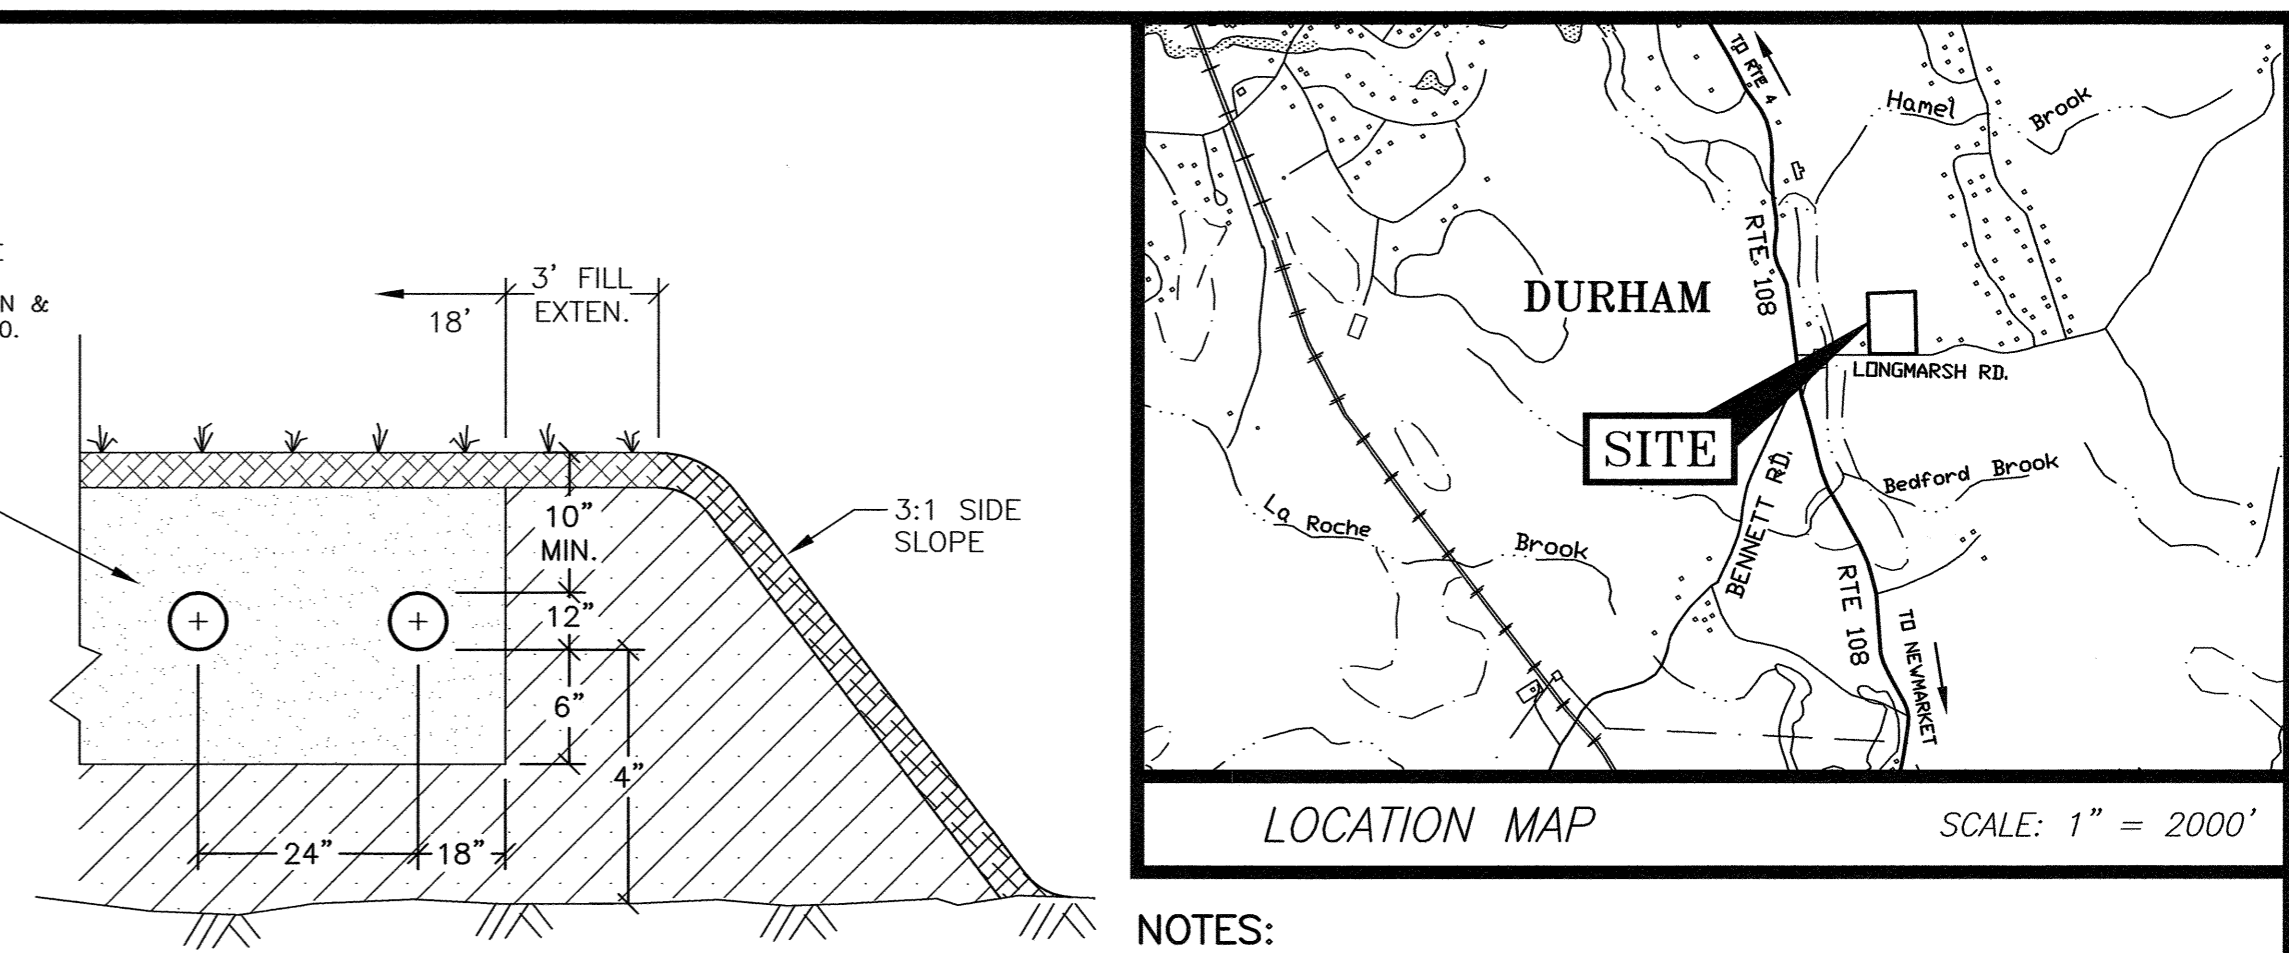 N &
O.
3' FILL
EXTEN.
18'
10"
MIN.
12"
6"
4"
24"
18"
3:1 SIDE
SLOPE
TO RTE 4
Hamel
Brook
RTE 108
DURHAM
LONGMARSH RD.
SITE
BENNETT RD.
Bedford Brook
La Roche
Brook
RTE 108
TO NEWMARKET
LOCATION MAP
SCALE: 1" = 2000'
NOTES: